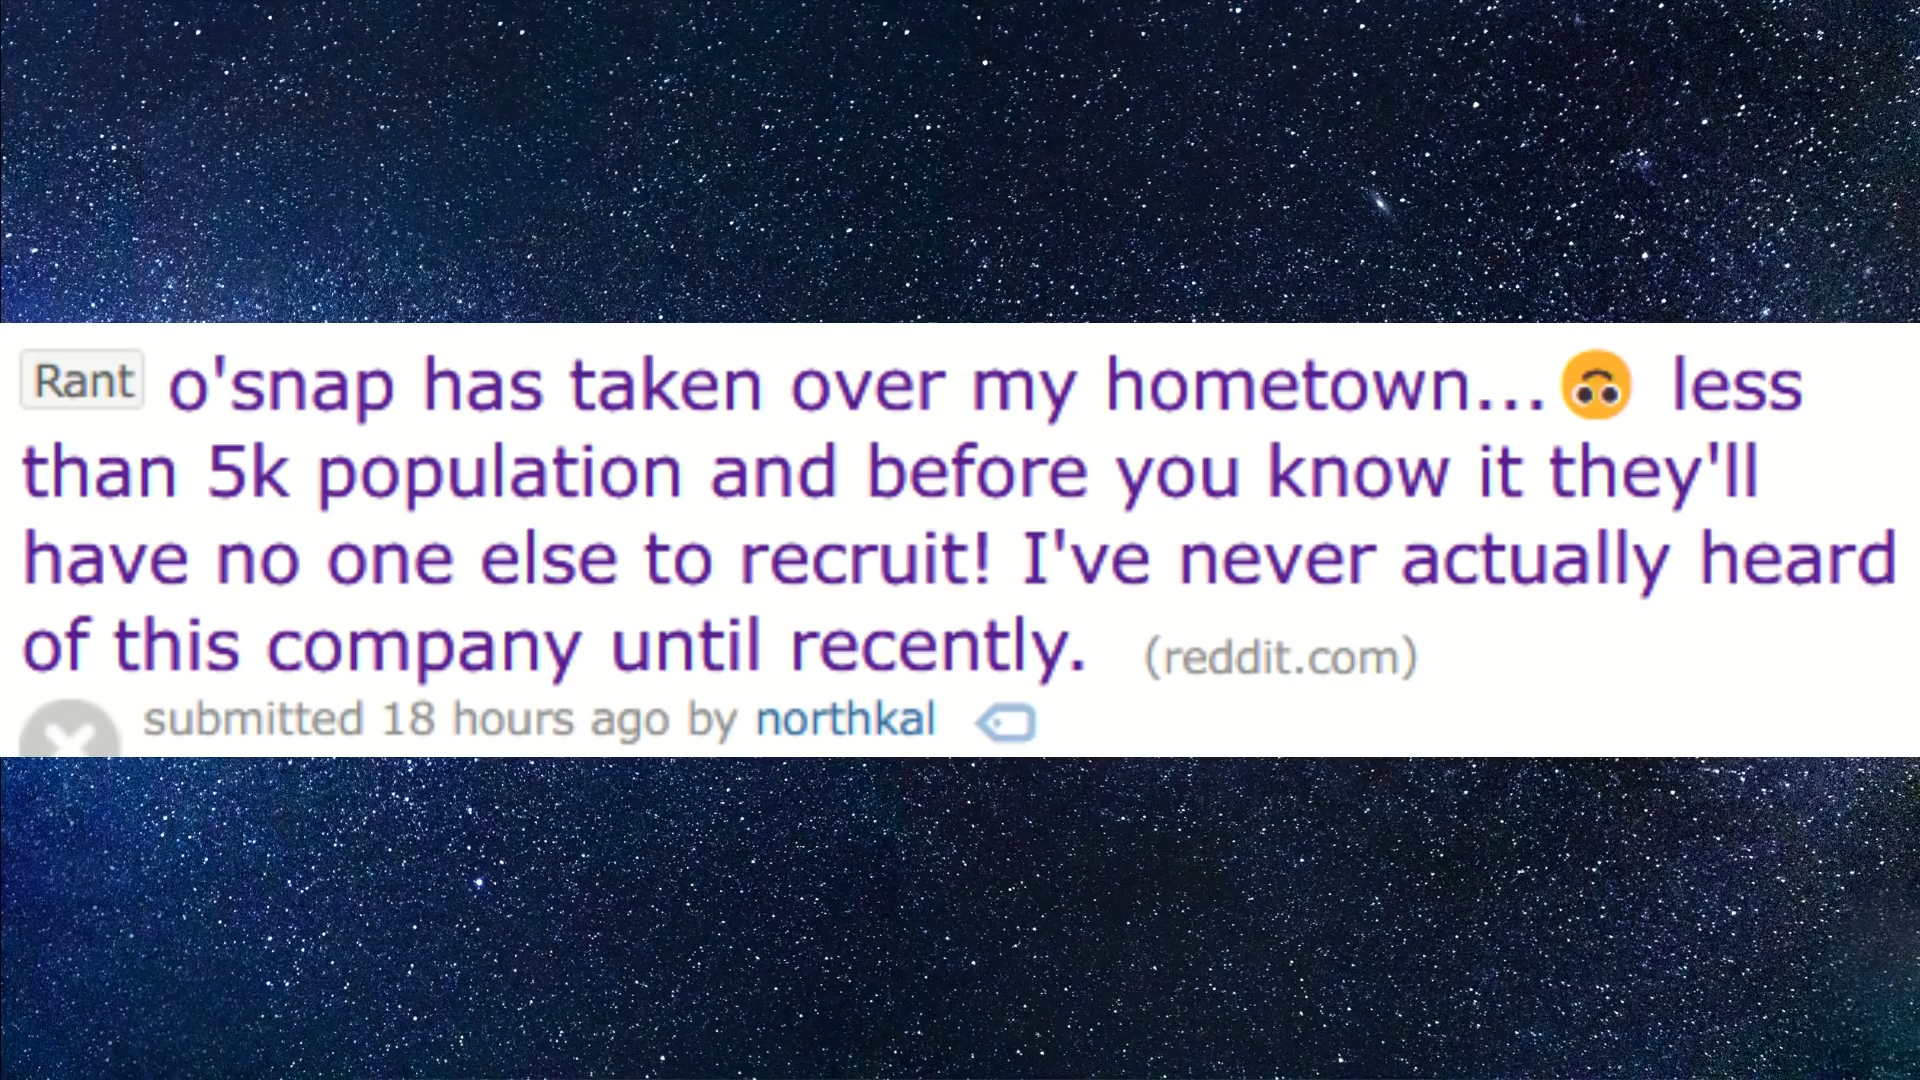 Rant o'snap has taken over my hometown...🙃 less
than 5k population and before you know it they'll
have no one else to recruit! I've never actually heard
of this company until recently. (reddit.com)
submitted 18 hours ago by northkal